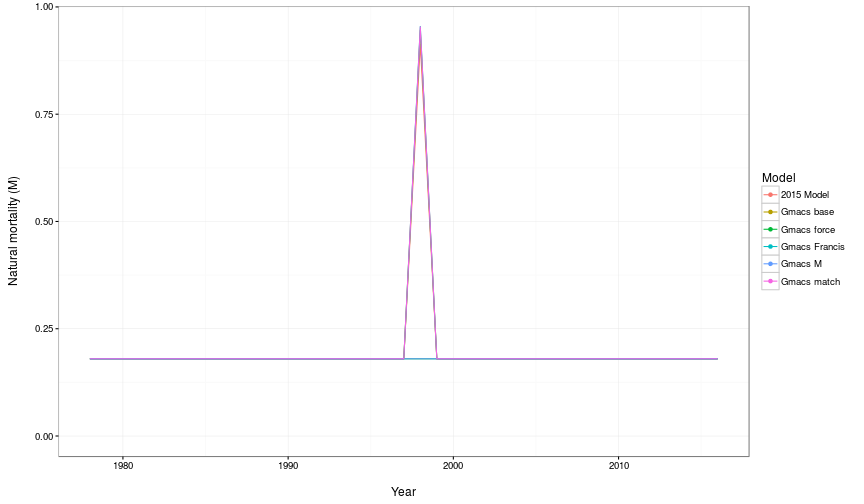 1.00
0.75
0.50
0.25
0.00
Natural mortality (M)
1980
1990
2000
2010
Year
Model
2015 Model
Gmacs base
Gmacs force
Gmacs Francis
Gmacs M
Gmacs match